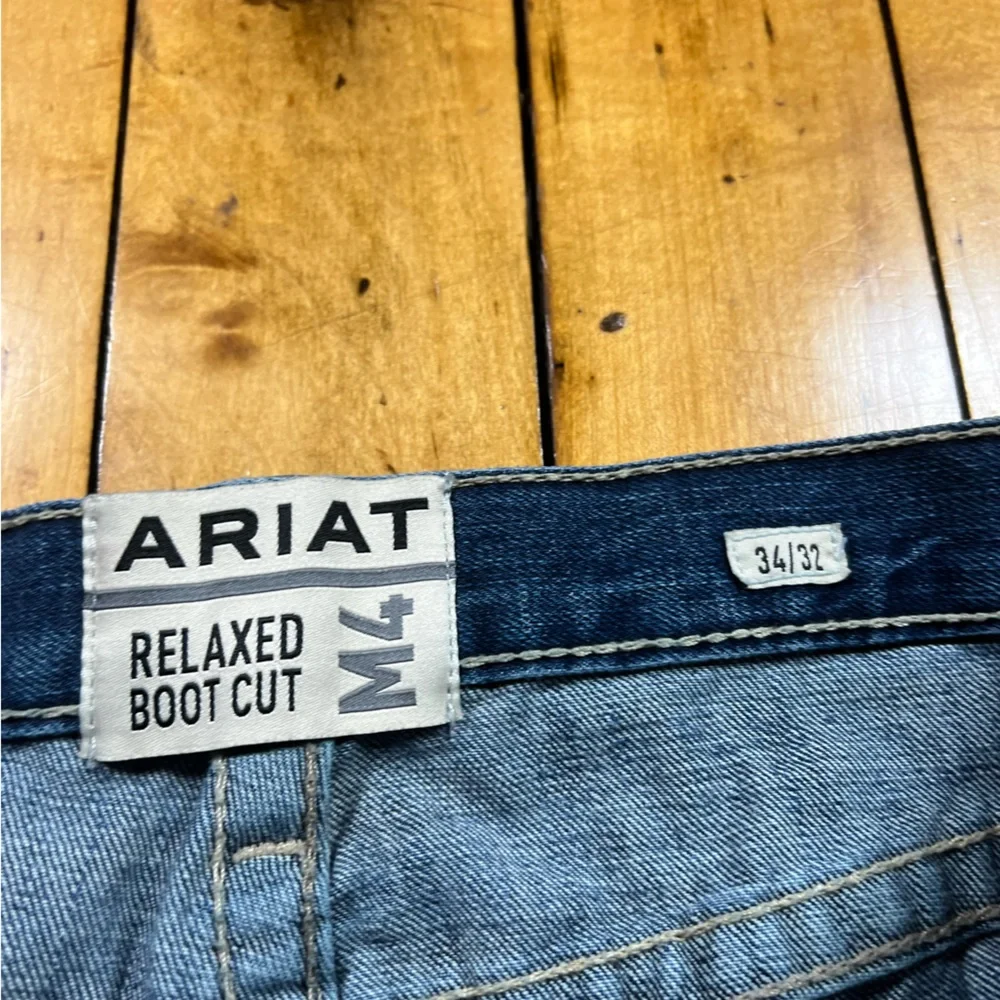 ARIAT
RELAXED
BOOT CUT
M4
34/32